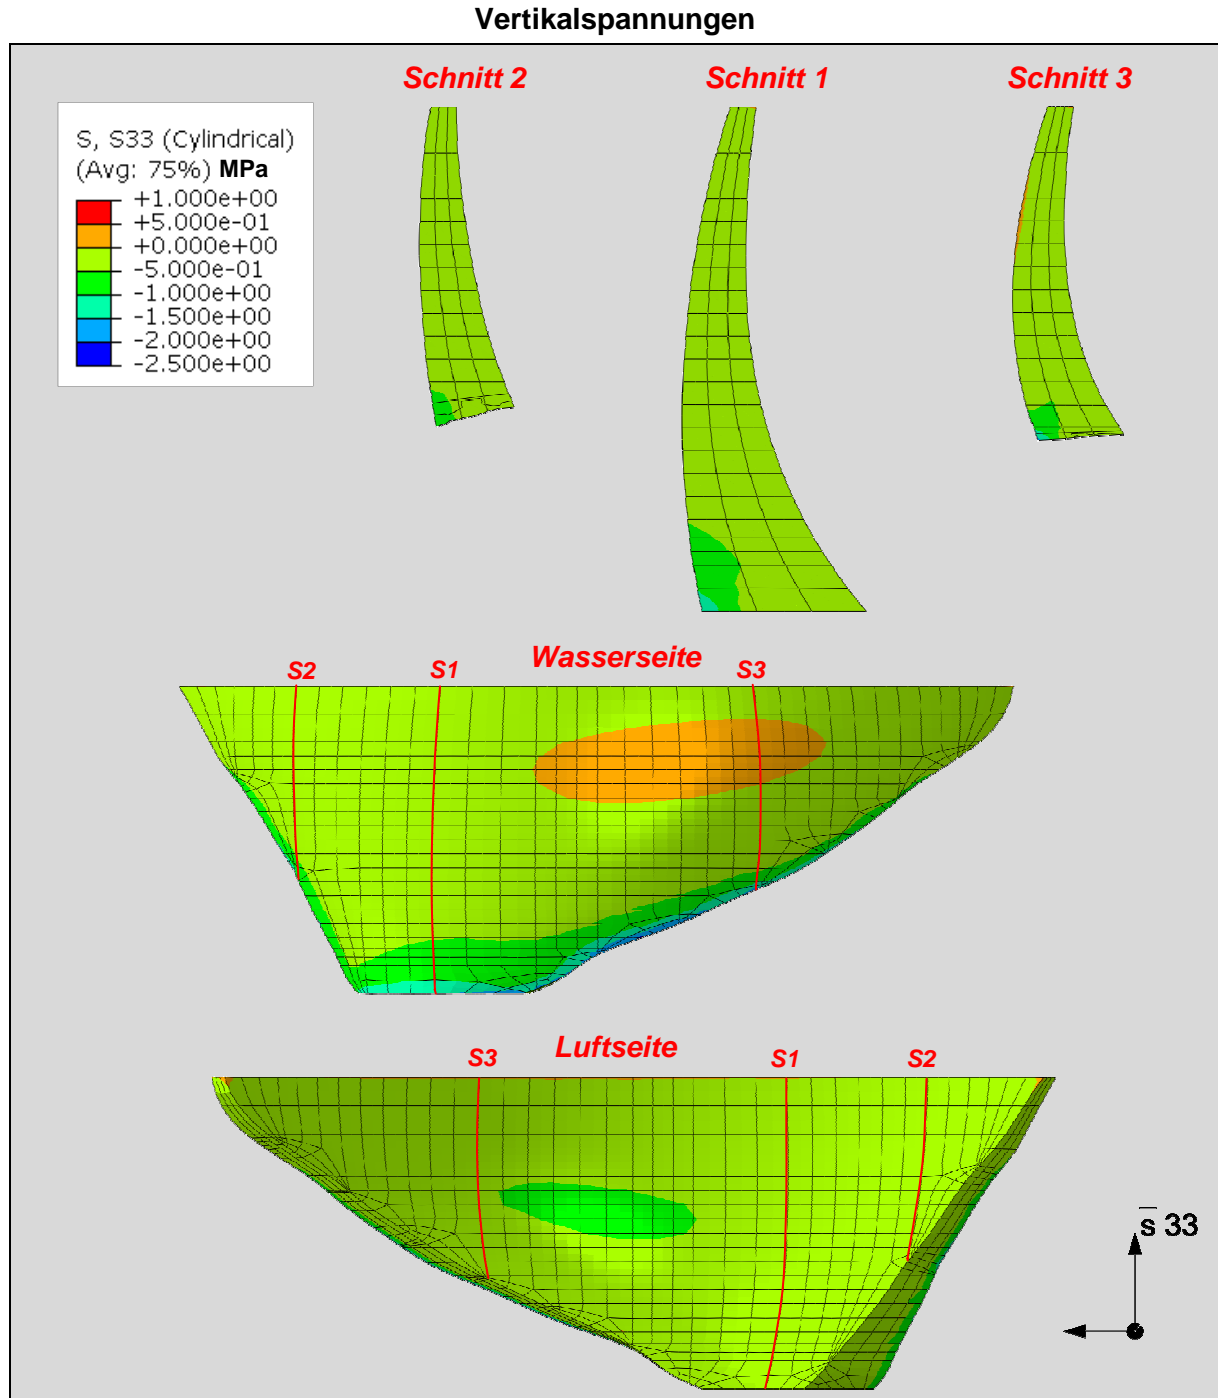 Vertikalspannungen
Schnitt 2
Schnitt 1
Schnitt 3
S, S33 (Cylindrical)
(Avg: 75%) MPa
+1.000e+00
+5.000e-01
+0.000e+00
-5.000e-01
-1.000e+00
-1.500e+00
-2.000e+00
-2.500e+00
Wasserseite
S2
S1
S3
Luftseite
S3
S1
S2
s 33